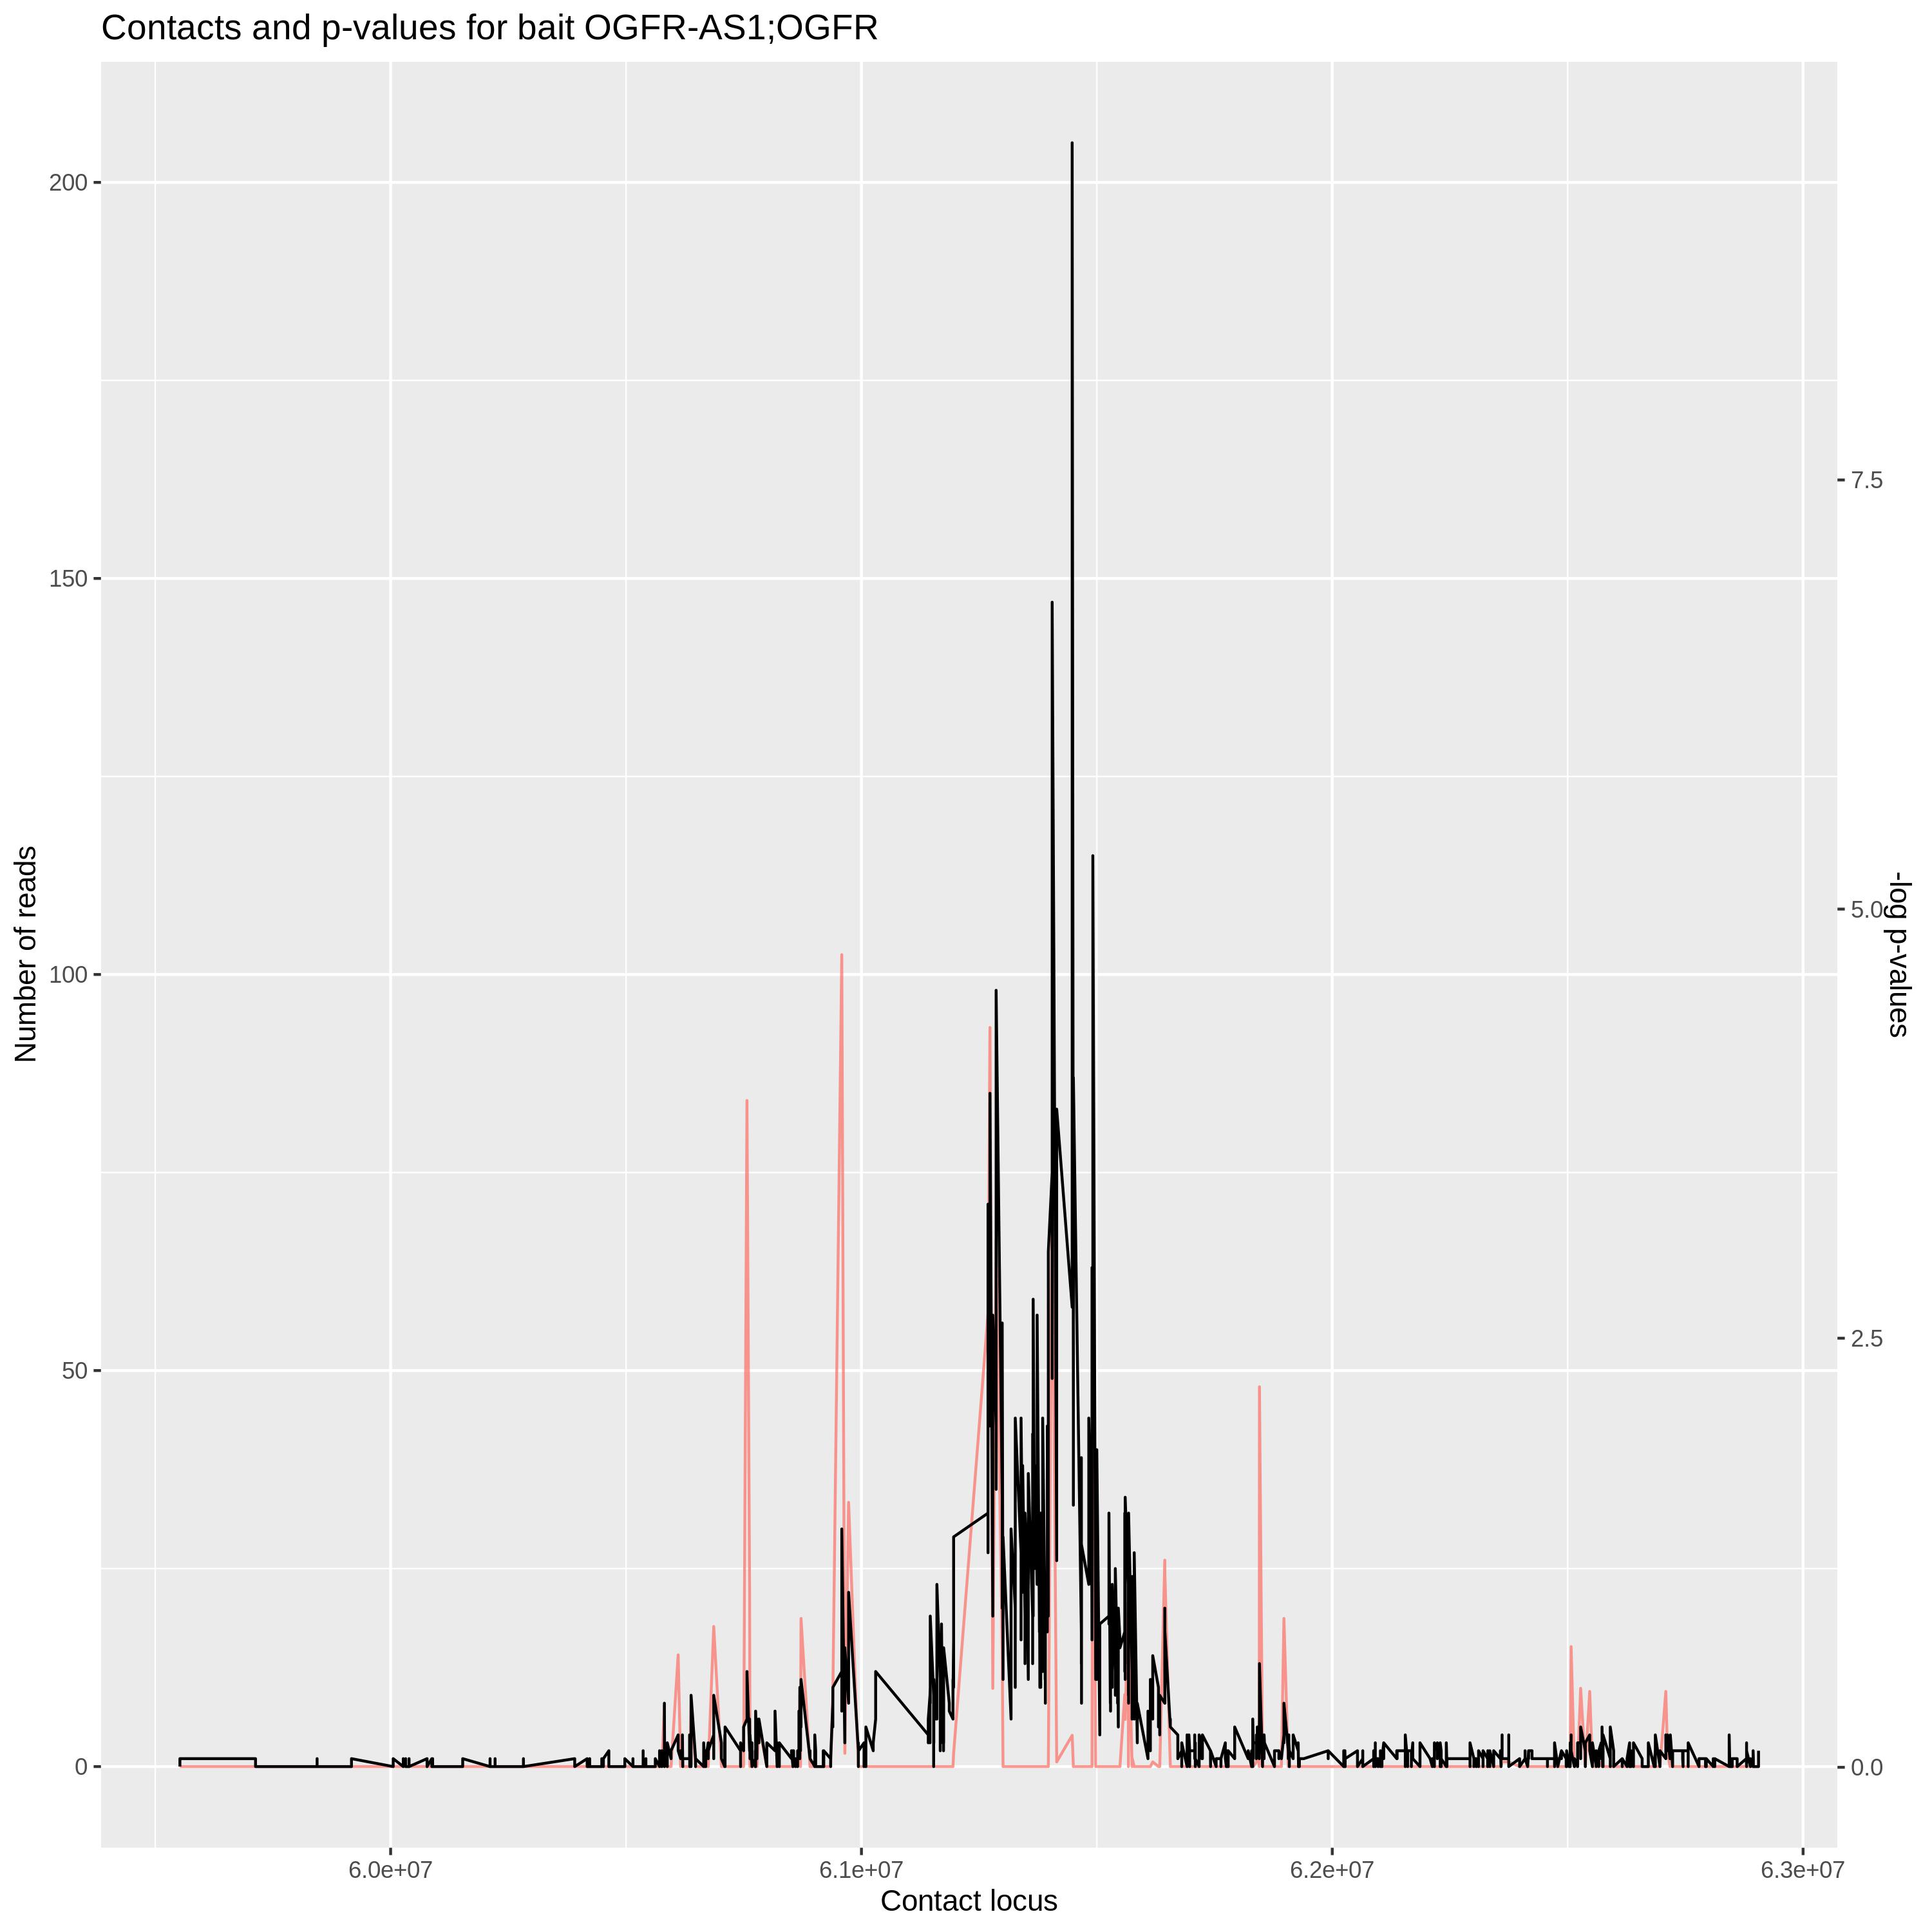 Contacts and p-values for bait OGFR-AS1;OGFR
200
150
100
50
0
Number of reads
7.5
5.0
2.5
0.0
-log p-values
6.0e+07
6.1e+07
6.2e+07
6.3e+07
Contact locus